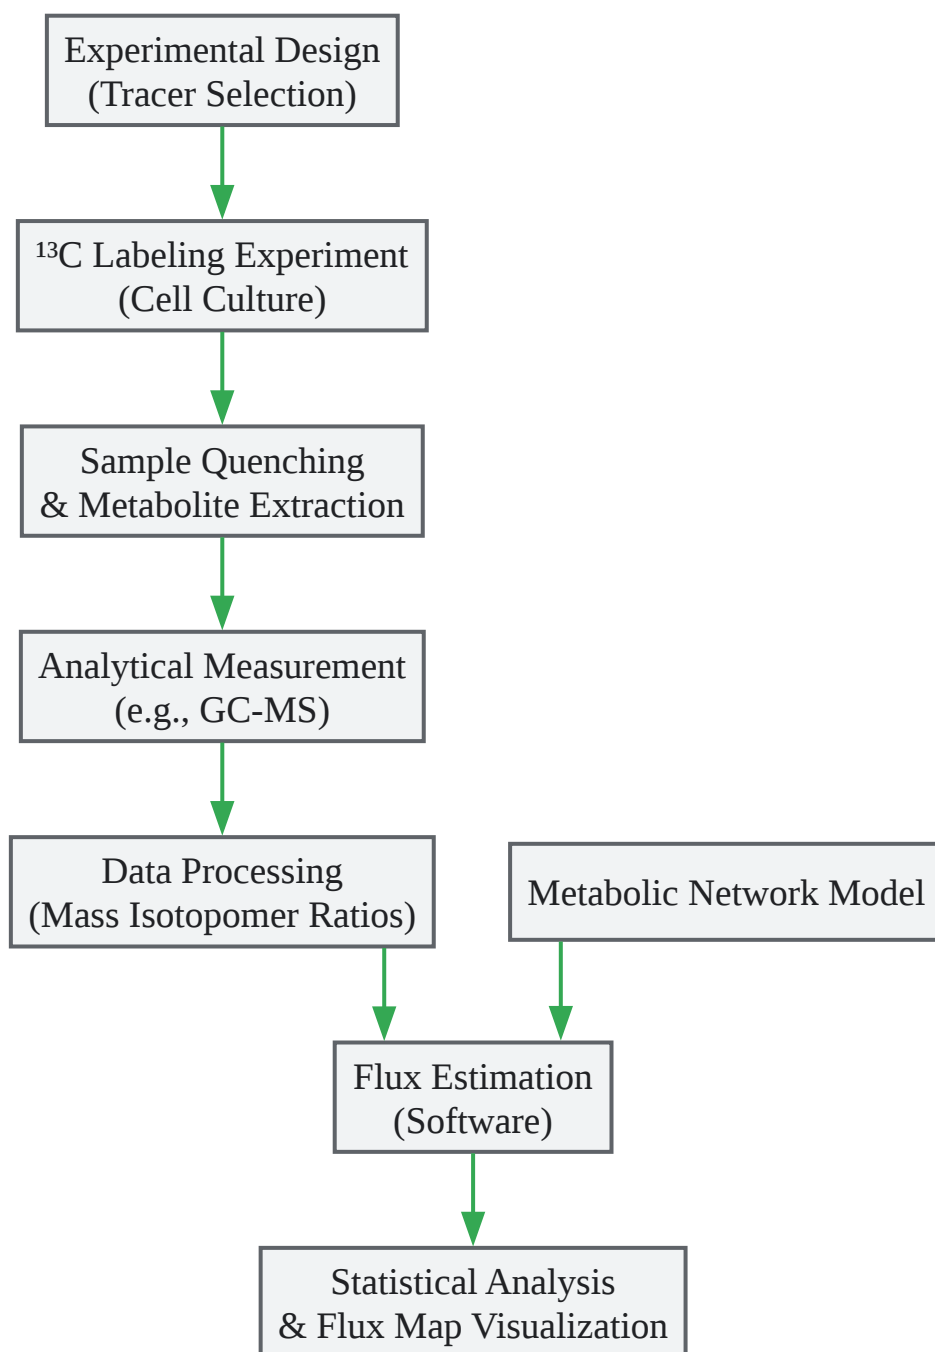 Experimental Design
(Tracer Selection)
¹³C Labeling Experiment
(Cell Culture)
Sample Quenching
& Metabolite Extraction
Analytical Measurement
(e.g., GC-MS)
Data Processing
(Mass Isotopomer Ratios)
Metabolic Network Model
Flux Estimation
(Software)
Statistical Analysis
& Flux Map Visualization